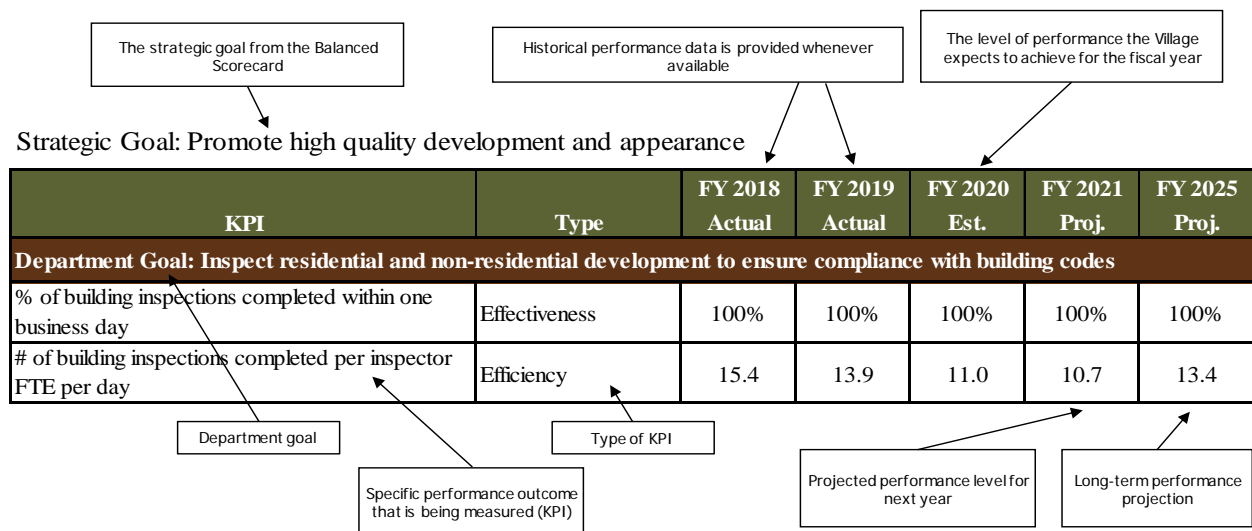 The strategic goal from the Balanced
Scorecard
Historical performance data is provided whenever
available
The level of performance the Village
expects to achieve for the fiscal year
Strategic Goal: Promote high quality development and appearance
KPI Type FY 2018 Actual FY 2019 Actual FY 2020 Est. FY 2021 Proj. FY 2025 Proj.
Department Goal: Inspect residential and non-residential development to ensure compliance with building codes
% of building inspections completed within one
business day Effectiveness 100% 100% 100% 100% 100%
# of building inspections completed per inspector
FTE per day Efficiency 15.4 13.9 11.0 10.7 13.4
Department goal
Type of KPI
Specific performance outcome
that is being measured (KPI)
Projected performance level for
next year
Long-term performance
projection